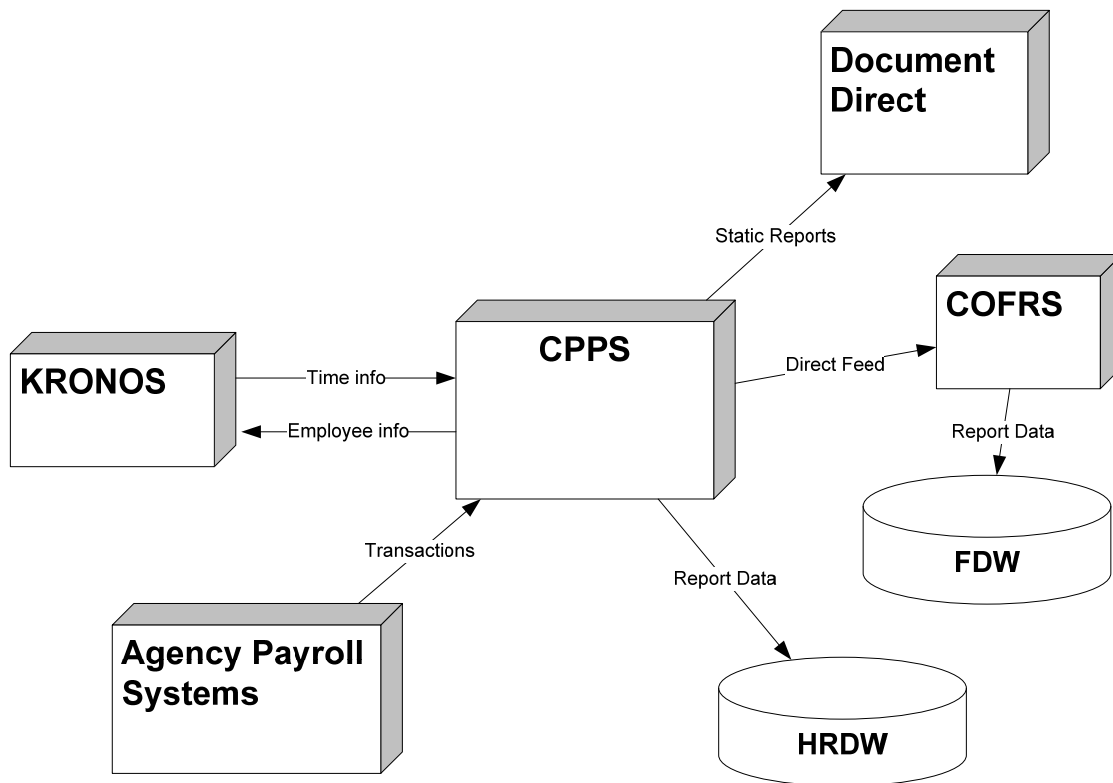 Document
Direct
Static Reports
COFRS
CPPS
Direct Feed
KRONOS
Time info
Employee info
Report Data
FDW
Transactions
Report Data
Agency Payroll
Systems
HRDW